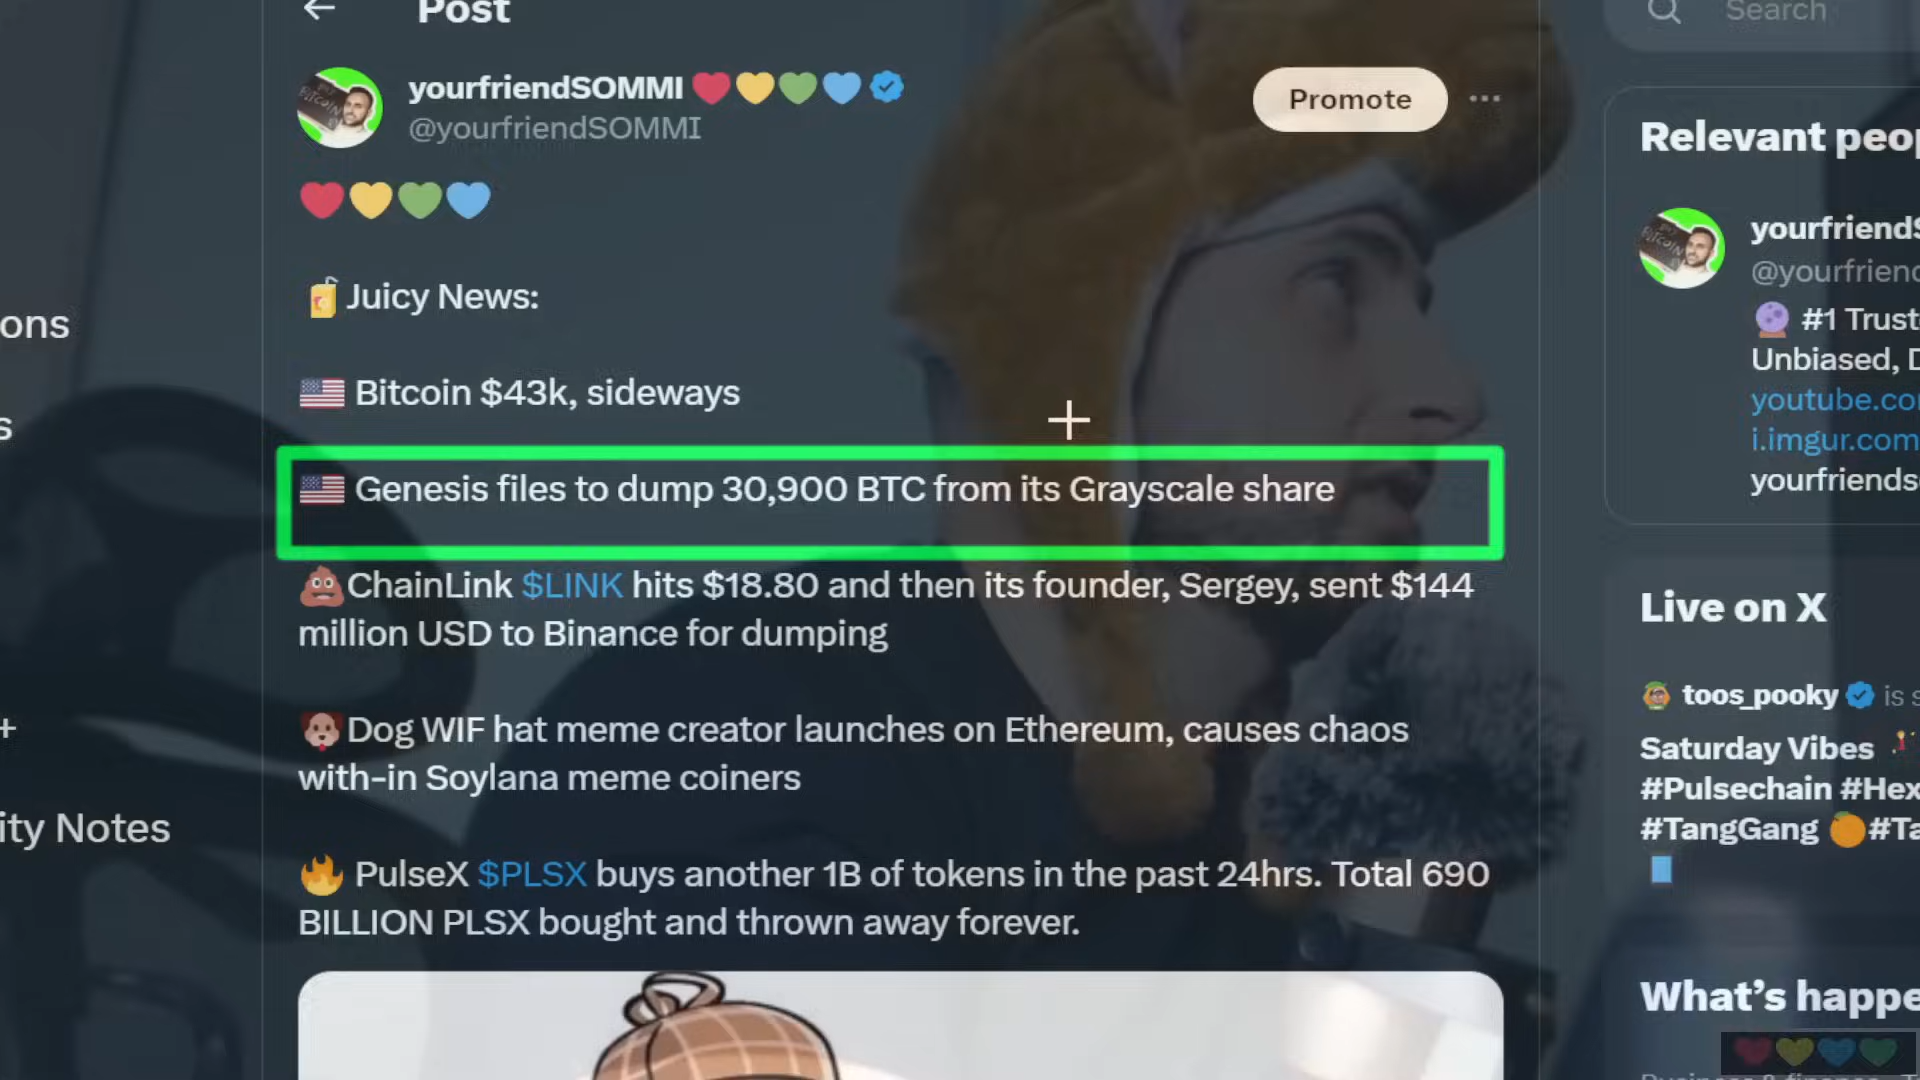 Post
Search
yourfriendSOMMI
@yourfriendSOMMI
Promote
Juicy News:
Bitcoin $43k, sideways
Genesis files to dump 30,900 BTC from its Grayscale share
ChainLink $LINK hits $18.80 and then its founder, Sergey, sent $144
million USD to Binance for dumping
Dog WIF hat meme creator launches on Ethereum, causes chaos
with-in Soylana meme coiners
PulseX $PLSX buys another 1B of tokens in the past 24hrs. Total 690
BILLION PLSX bought and thrown away forever.
ons
s
+
ity Notes
Relevant peop
yourfriendS
@yourfriend
#1 Trust
Unbiased, D
youtube.co
i.imgur.com
yourfriends
Live on X
toos_pooky is s
Saturday Vibes
#Pulsechain #Hex
#TangGang #Ta
What's happe